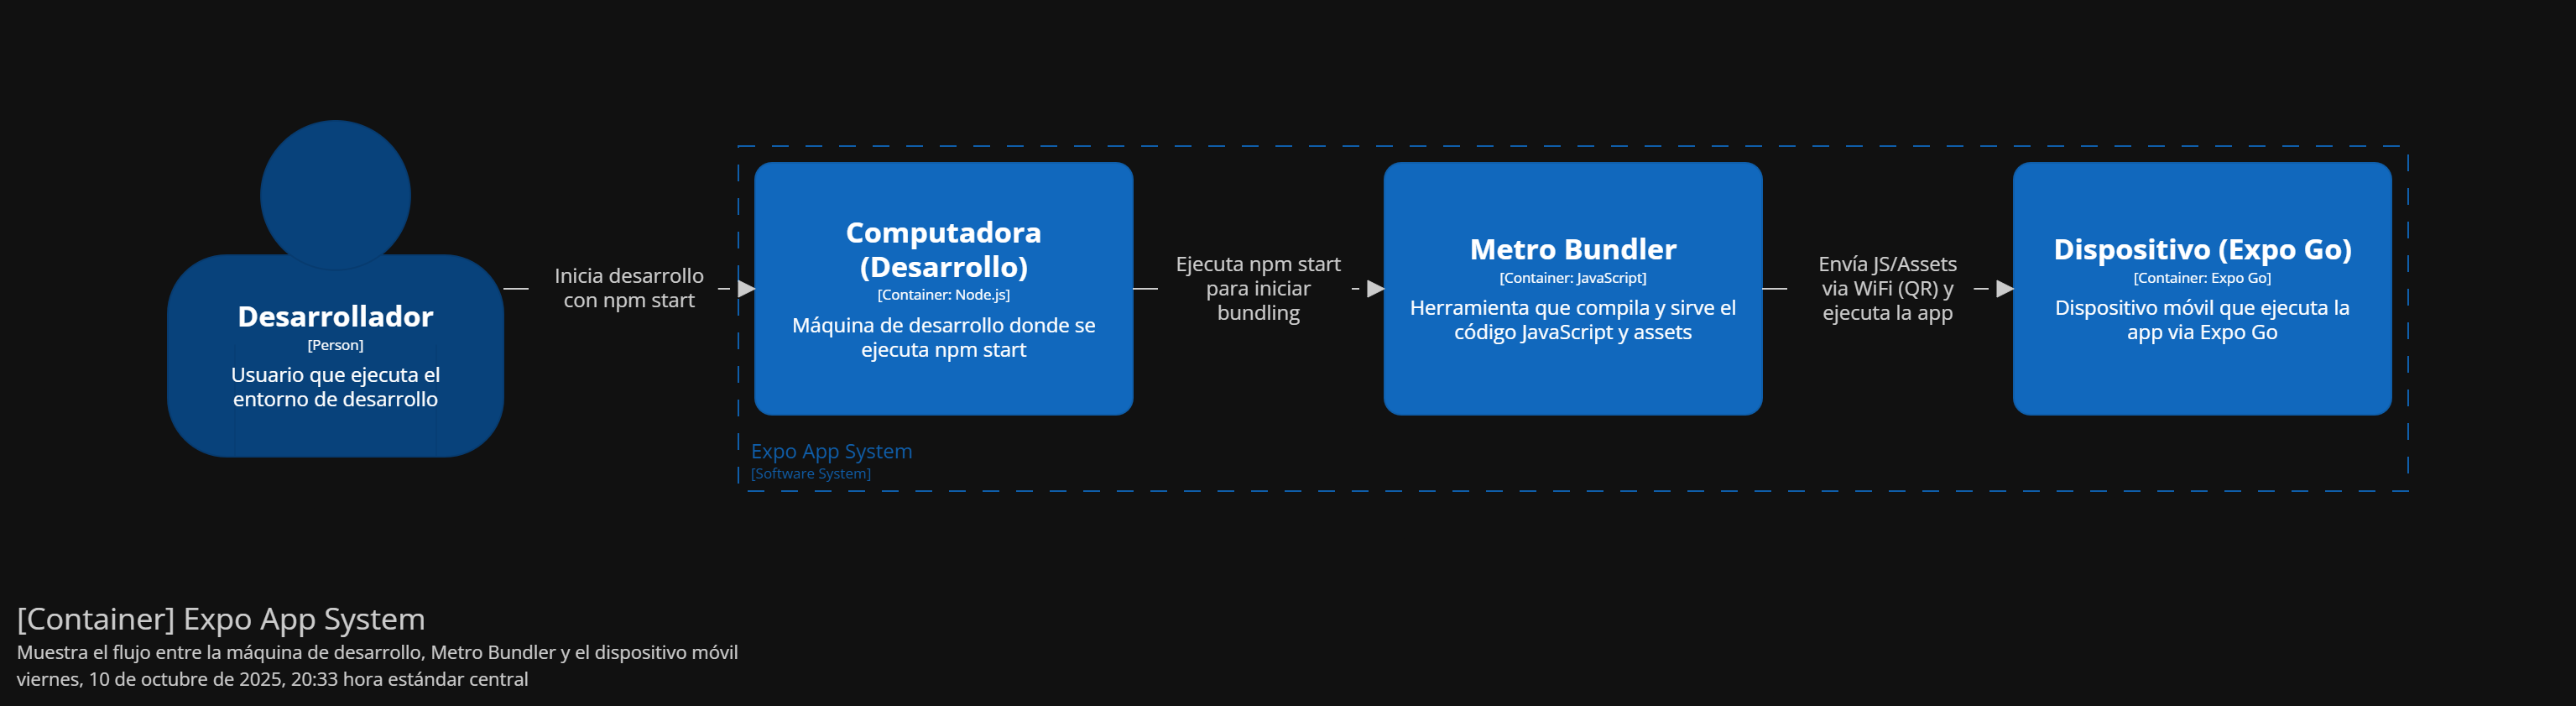 Desarrollador
[Person]
Usuario que ejecuta el
entorno de desarrollo
Inicia desarrollo
con npm start
Computadora
(Desarrollo)
[Container: Node.js]
Máquina de desarrollo donde se
ejecuta npm start
Ejecuta npm start
para iniciar
bundling
Metro Bundler
[Container: JavaScript]
Herramienta que compila y sirve el
código JavaScript y assets
Envía JS/Assets
via WiFi (QR) y
ejecuta la app
Dispositivo (Expo Go)
[Container: Expo Go]
Dispositivo móvil que ejecuta la
app via Expo Go
Expo App System
[Software System]
[Container] Expo App System
Muestra el flujo entre la máquina de desarrollo, Metro Bundler y el dispositivo móvil
viernes, 10 de octubre de 2025, 20:33 hora estándar central